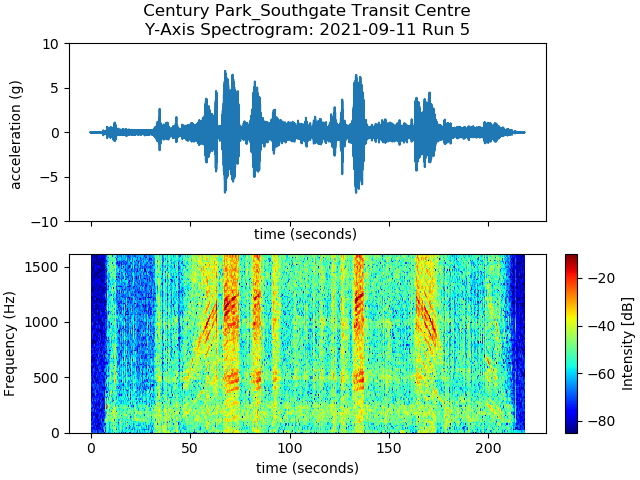 Century Park_Southgate Transit Centre
Y-Axis Spectrogram: 2021-09-11 Run 5
10
5
0
−5
−10
acceleration (g)
time (seconds)
1500
1000
500
0
Frequency (Hz)
0 50 100 150 200
time (seconds)
−20
−40
−60
−80
Intensity [dB]